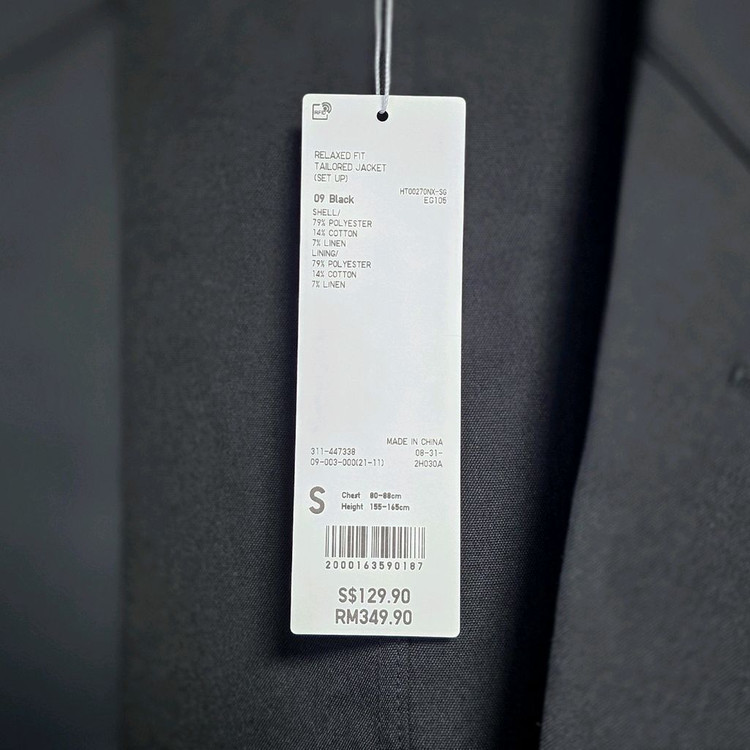 RFID
RELAXED FIT
TAILORED JACKET
(SET UP)
09 Black
HT00270NX-SG
EG105
SHELL/
79% POLYESTER
14% COTTON
7% LINEN
LINING/
79% POLYESTER
14% COTTON
7% LINEN
MADE IN CHINA
311-447338 08-31-
09-003-000(21-11) 2H030A
S
Chest 80-88cm
Height 155-165cm
2000163590187
S$129.90
RM349.90